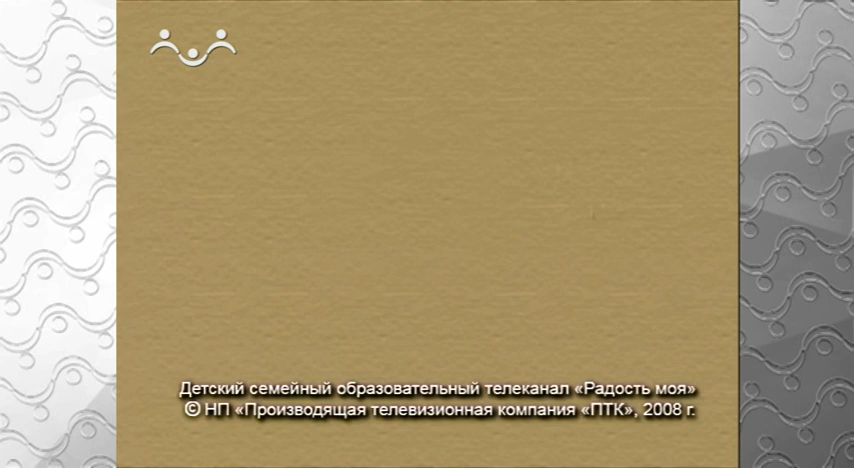 Детский семейный образовательный телеканал «Радость моя»
© НП «Производящая телевизионная компания «ПТК», 2008 г.